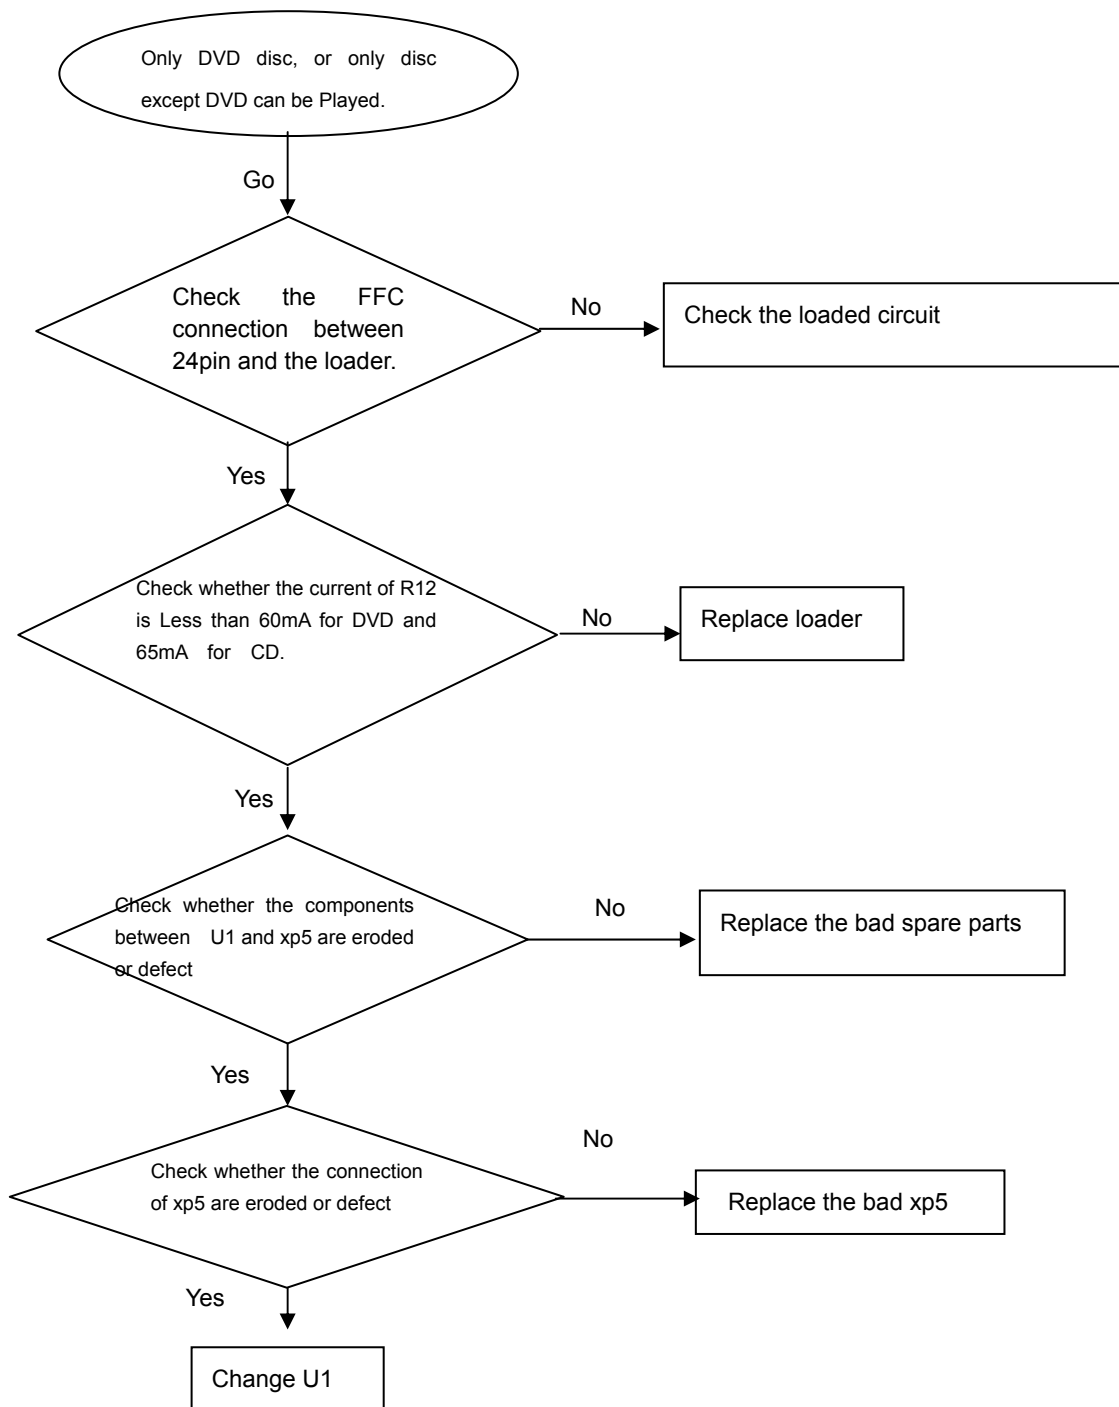 Only DVD disc, or only disc
except DVD can be Played.
Go
Check the FFC
connection between
24pin and the loader.
No
Check the loaded circuit
Yes
Check whether the current of R12
is Less than 60mA for DVD and
65mA for CD.
No
Replace loader
Yes
Check whether the components
between U1 and xp5 are eroded
or defect
No
Replace the bad spare parts
Yes
Check whether the connection
of xp5 are eroded or defect
No
Replace the bad xp5
Yes
Change U1